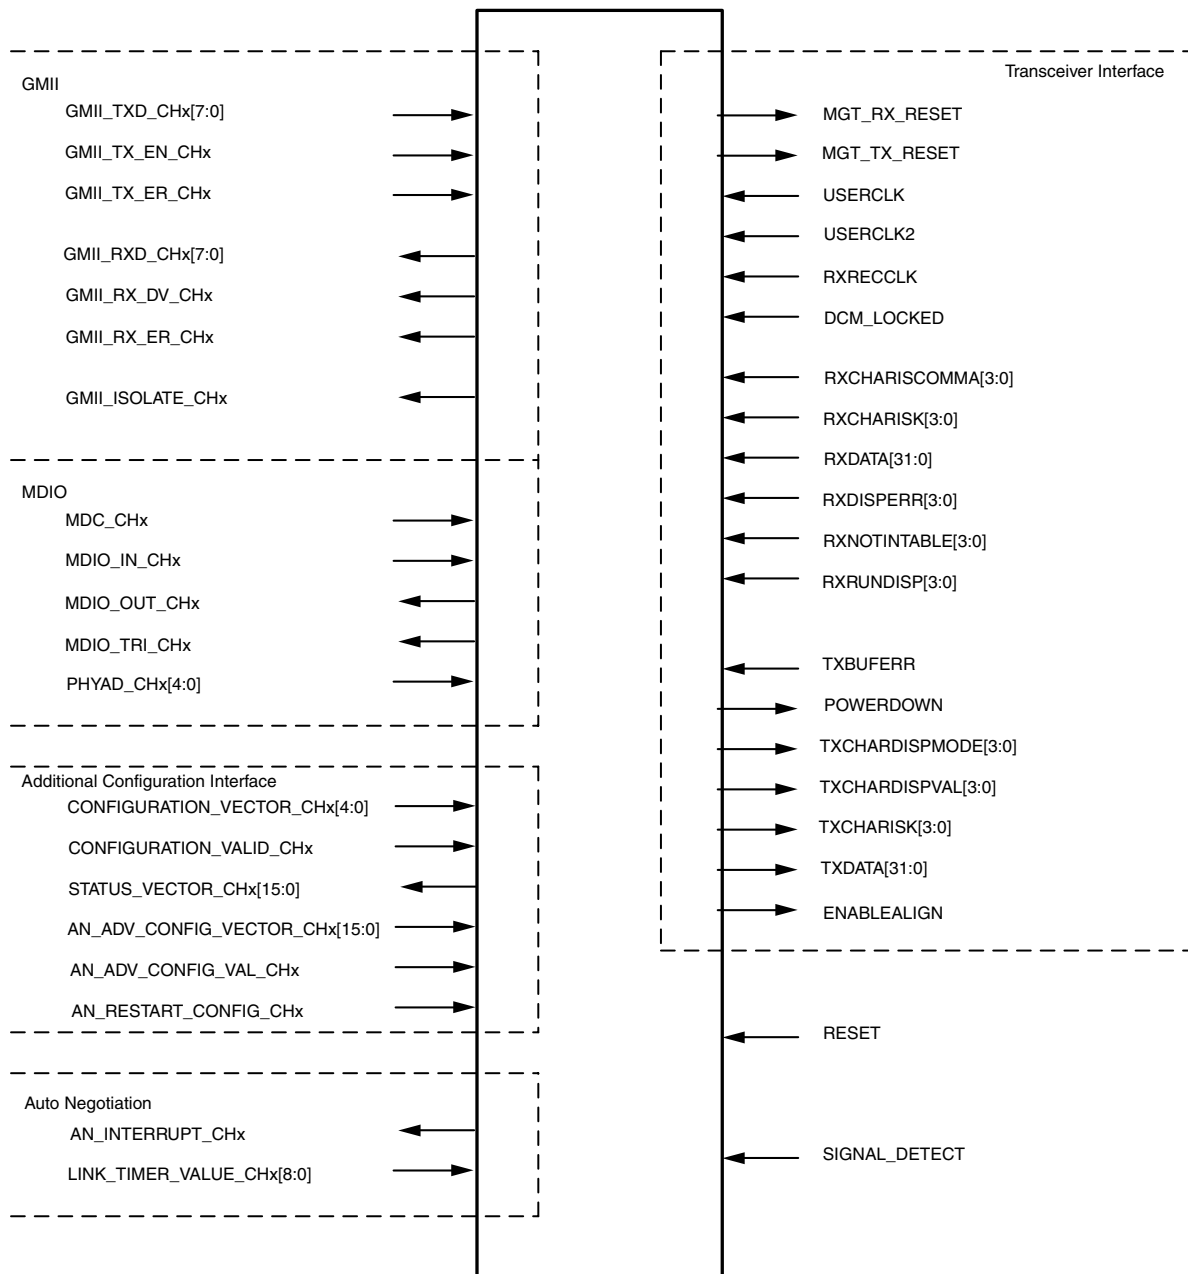 GMII
GMII_TXD_CHx[7:0]
GMII_TX_EN_CHx
GMII_TX_ER_CHx
GMII_RXD_CHx[7:0]
GMII_RX_DV_CHx
GMII_RX_ER_CHx
GMII_ISOLATE_CHx
MDIO
MDC_CHx
MDIO_IN_CHx
MDIO_OUT_CHx
MDIO_TRI_CHx
PHYAD_CHx[4:0]
Additional Configuration Interface
CONFIGURATION_VECTOR_CHx[4:0]
CONFIGURATION_VALID_CHx
STATUS_VECTOR_CHx[15:0]
AN_ADV_CONFIG_VECTOR_CHx[15:0]
AN_ADV_CONFIG_VAL_CHx
AN_RESTART_CONFIG_CHx
Auto Negotiation
AN_INTERRUPT_CHx
LINK_TIMER_VALUE_CHx[8:0]
Transceiver Interface
MGT_RX_RESET
MGT_TX_RESET
USERCLK
USERCLK2
RXRECCLK
DCM_LOCKED
RXCHARISCOMMA[3:0]
RXCHARISK[3:0]
RXDATA[31:0]
RXDISPERR[3:0]
RXNOTINTABLE[3:0]
RXRUNDISP[3:0]
TXBUFERR
POWERDOWN
TXCHARDISPMODE[3:0]
TXCHARDISPVAL[3:0]
TXCHARISK[3:0]
TXDATA[31:0]
ENABLEALIGN
RESET
SIGNAL_DETECT